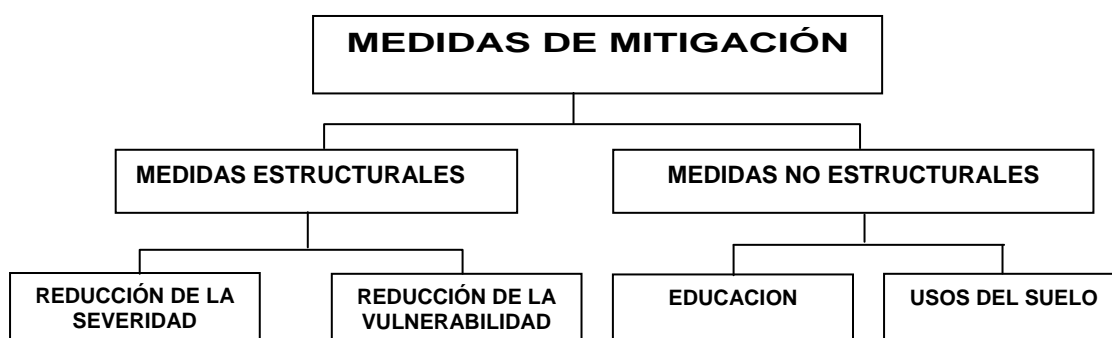 MEDIDAS DE MITIGACIÓN
MEDIDAS ESTRUCTURALES
MEDIDAS NO ESTRUCTURALES
REDUCCIÓN DE LA
SEVERIDAD
REDUCCIÓN DE LA
VULNERABILIDAD
EDUCACION
USOS DEL SUELO